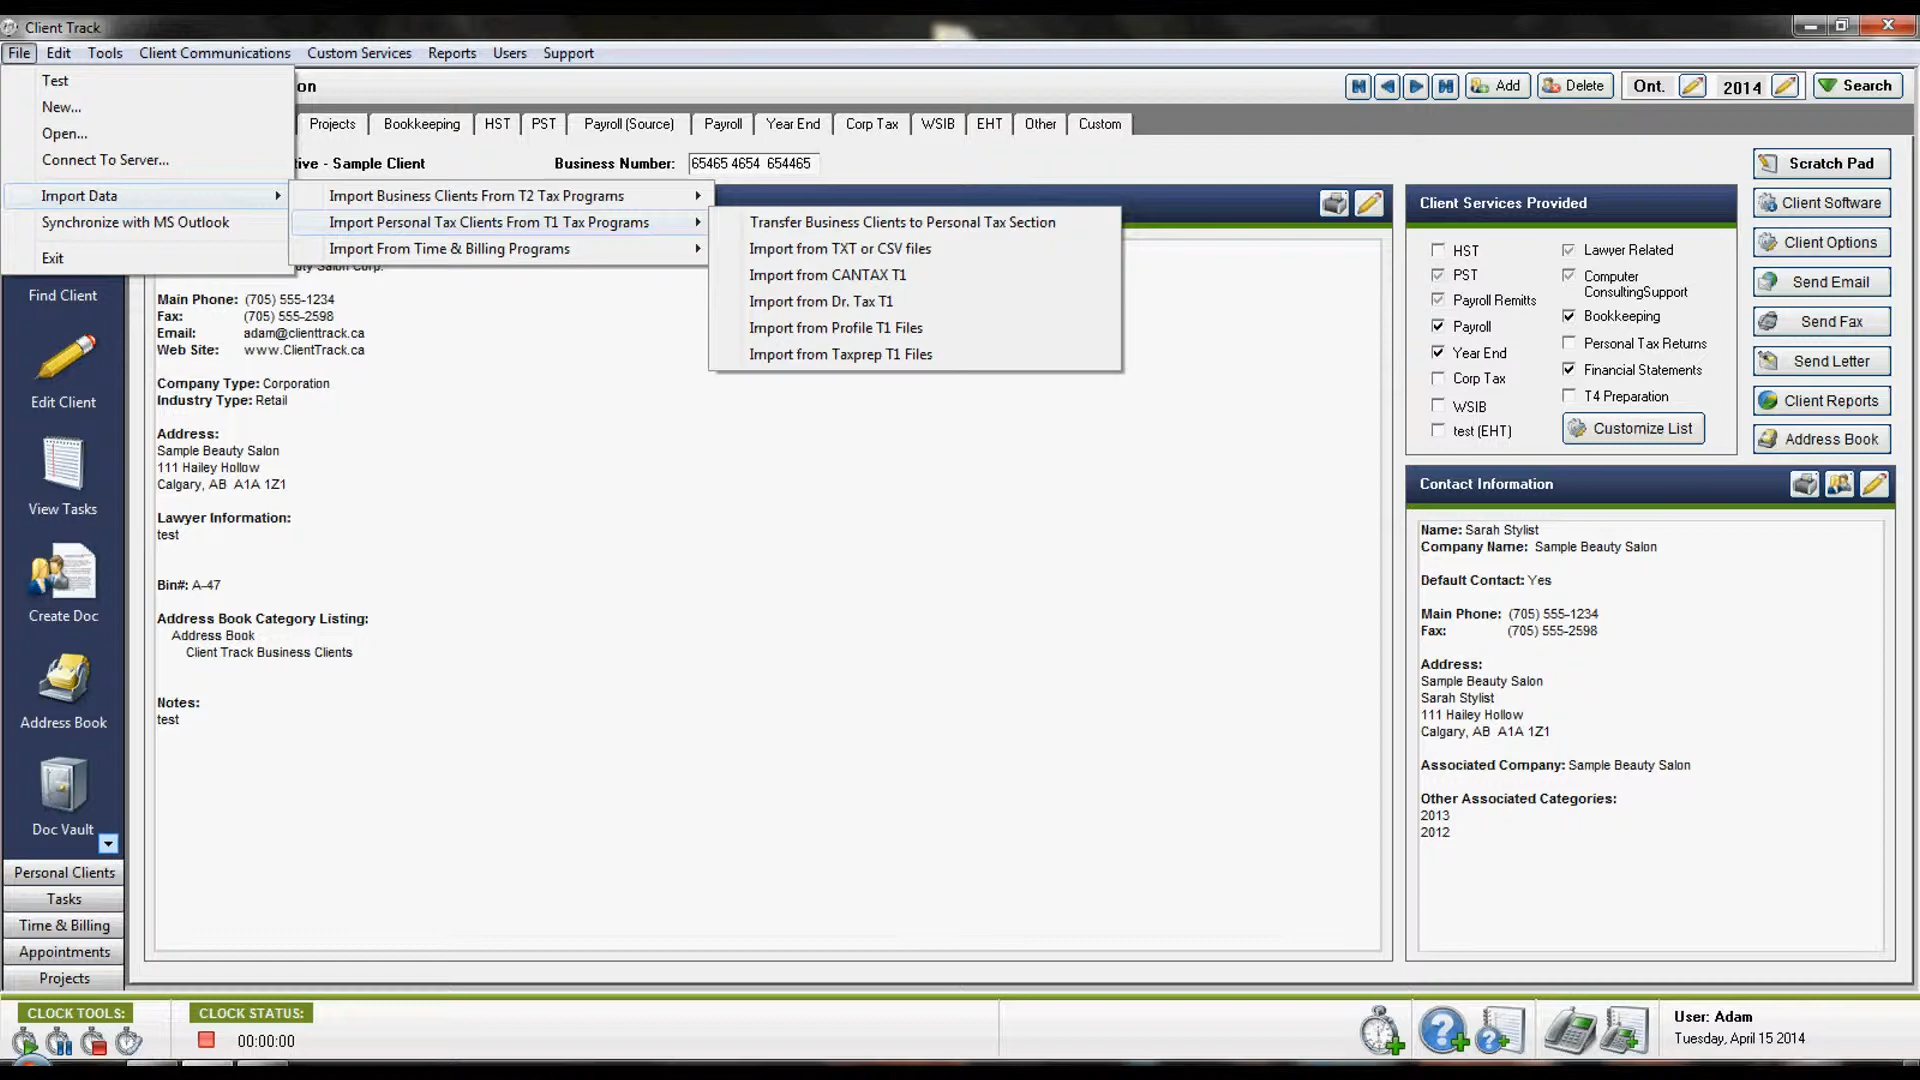 Client Track
File Edit Tools Client Communications Custom Services Reports Users Support
Test
New...
Open...
Connect To Server...
Import Data
Synchronize with MS Outlook
Exit
Import Business Clients From T2 Tax Programs
Import Personal Tax Clients From T1 Tax Programs
Import From Time & Billing Programs
Transfer Business Clients to Personal Tax Section
Import from TXT or CSV files
Import from CANTAX T1
Import from Dr. Tax T1
Import from Profile T1 Files
Import from Taxprep T1 Files
on
Add Delete Ont. 2014 Search
Projects Bookkeeping HST PST Payroll (Source) Payroll Year End Corp Tax WSIB EHT Other Custom
tive - Sample Client Business Number: 65465 4654 654465
Find Client
Edit Client
View Tasks
Create Doc
Address Book
Doc Vault
Personal Clients
Tasks
Time & Billing
Appointments
Projects
Salon Corp.
Main Phone: (705) 555-1234
Fax: (705) 555-2598
Email: adam@clienttrack.ca
Web Site: www.ClientTrack.ca
Company Type: Corporation
Industry Type: Retail
Address:
Sample Beauty Salon
111 Hailey Hollow
Calgary, AB A1A 1Z1
Lawyer Information:
test
Bin#: A-47
Address Book Category Listing:
Address Book
Client Track Business Clients
Notes:
test
Client Services Provided
HST
PST
Payroll Remitts
Payroll
Year End
Corp Tax
WSIB
test (EHT)
Lawyer Related
Computer
ConsultingSupport
Bookkeeping
Personal Tax Returns
Financial Statements
T4 Preparation
Customize List
Scratch Pad
Client Software
Client Options
Send Email
Send Fax
Send Letter
Client Reports
Address Book
Contact Information
Name: Sarah Stylist
Company Name: Sample Beauty Salon
Default Contact: Yes
Main Phone: (705) 555-1234
Fax: (705) 555-2598
Address:
Sample Beauty Salon
Sarah Stylist
111 Hailey Hollow
Calgary, AB A1A 1Z1
Associated Company: Sample Beauty Salon
Other Associated Categories:
2013
2012
CLOCK TOOLS: CLOCK STATUS:
00:00:00
User: Adam
Tuesday, April 15 2014